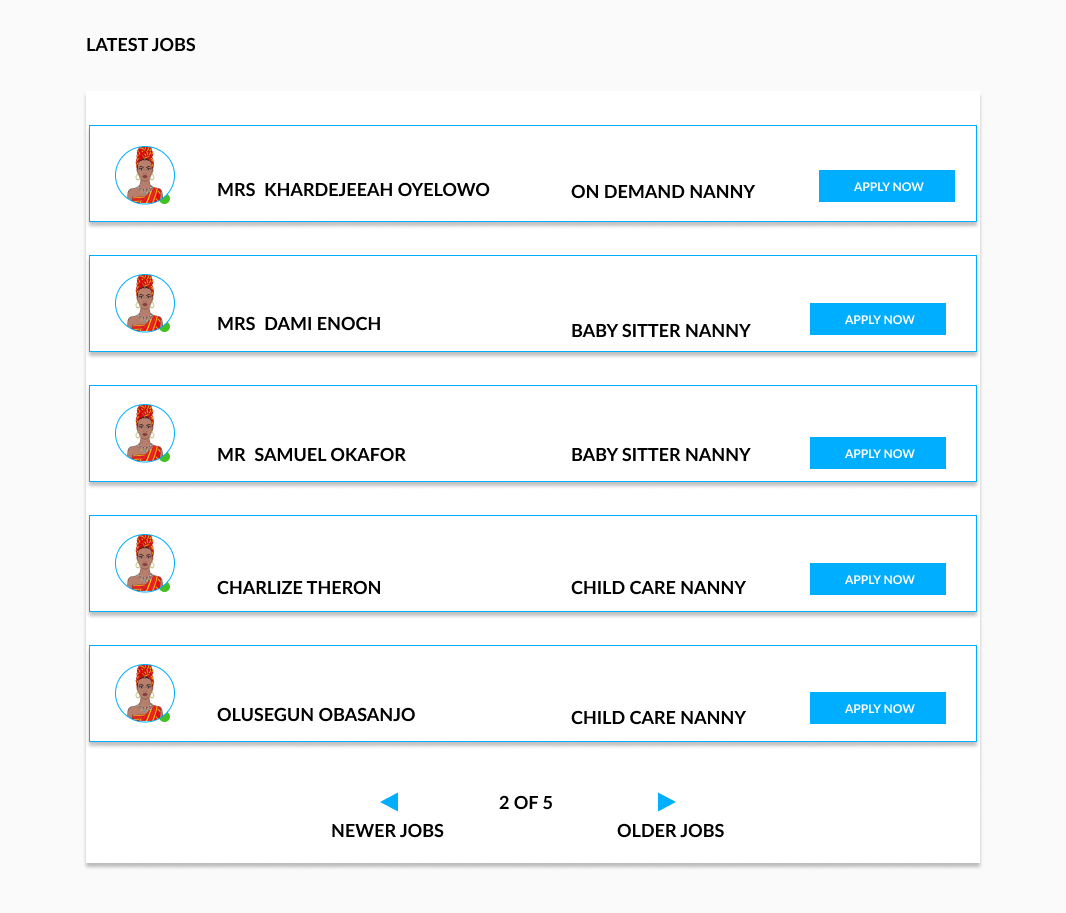 LATEST JOBS
MRS  KHARDEJEEAH OYELOWO ON DEMAND NANNY APPLY NOW
MRS  DAMI ENOCH BABY SITTER NANNY APPLY NOW
MR  SAMUEL OKAFOR BABY SITTER NANNY APPLY NOW
CHARLIZE THERON CHILD CARE NANNY APPLY NOW
OLUSEGUN OBASANJO CHILD CARE NANNY APPLY NOW
2 OF 5
NEWER JOBS OLDER JOBS